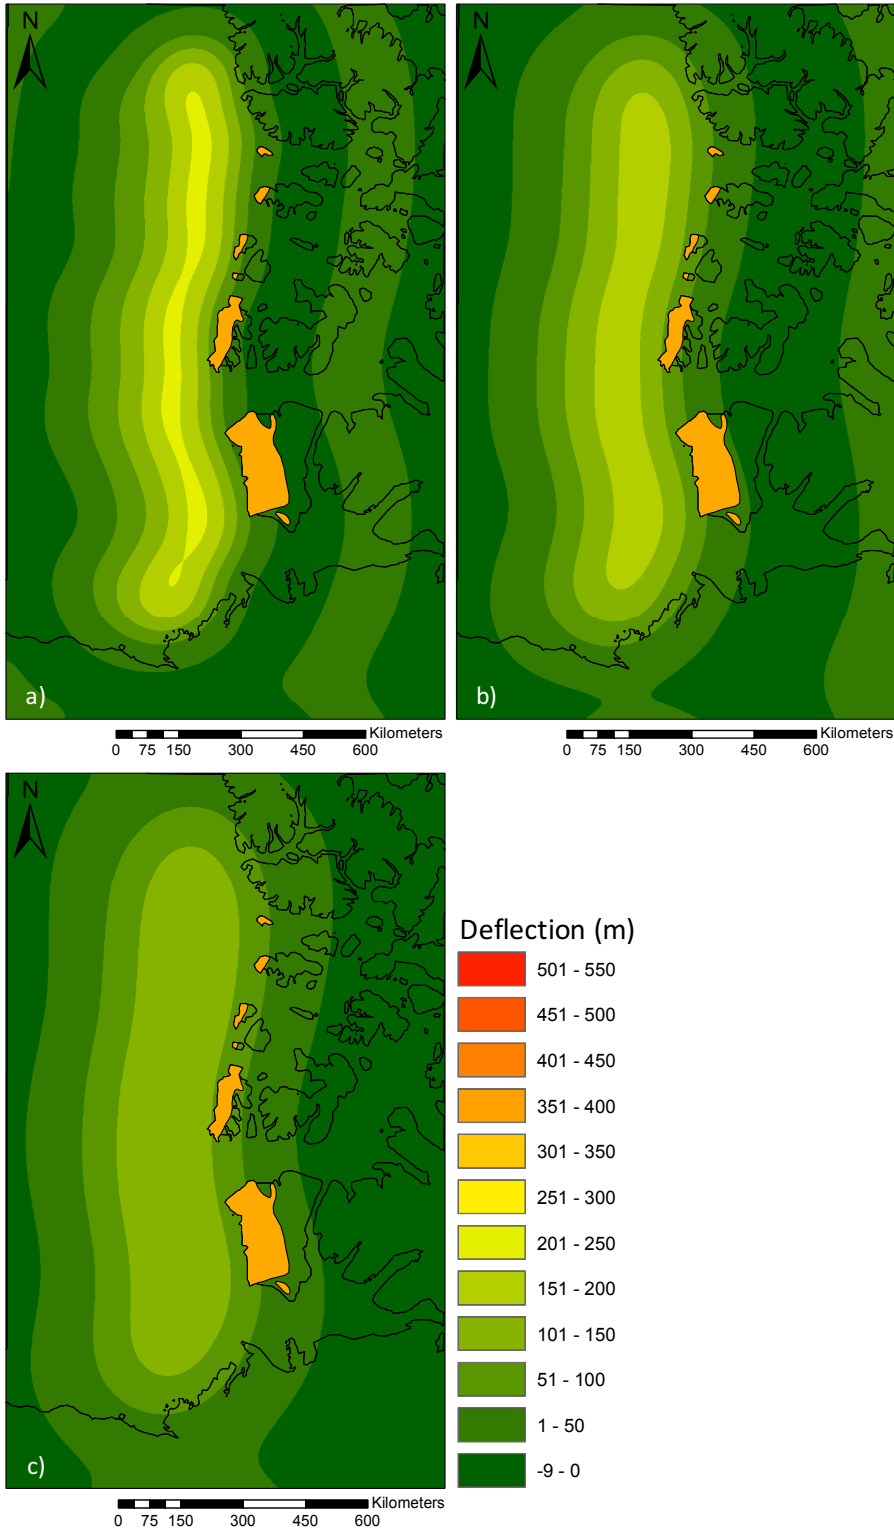 N
N
a)
b)
Kilometers
0 75 150 300 450 600
Kilometers
0 75 150 300 450 600
N
c)
Deflection (m)
501 - 550
451 - 500
401 - 450
351 - 400
301 - 350
251 - 300
201 - 250
151 - 200
101 - 150
51 - 100
1 - 50
-9 - 0
Kilometers
0 75 150 300 450 600